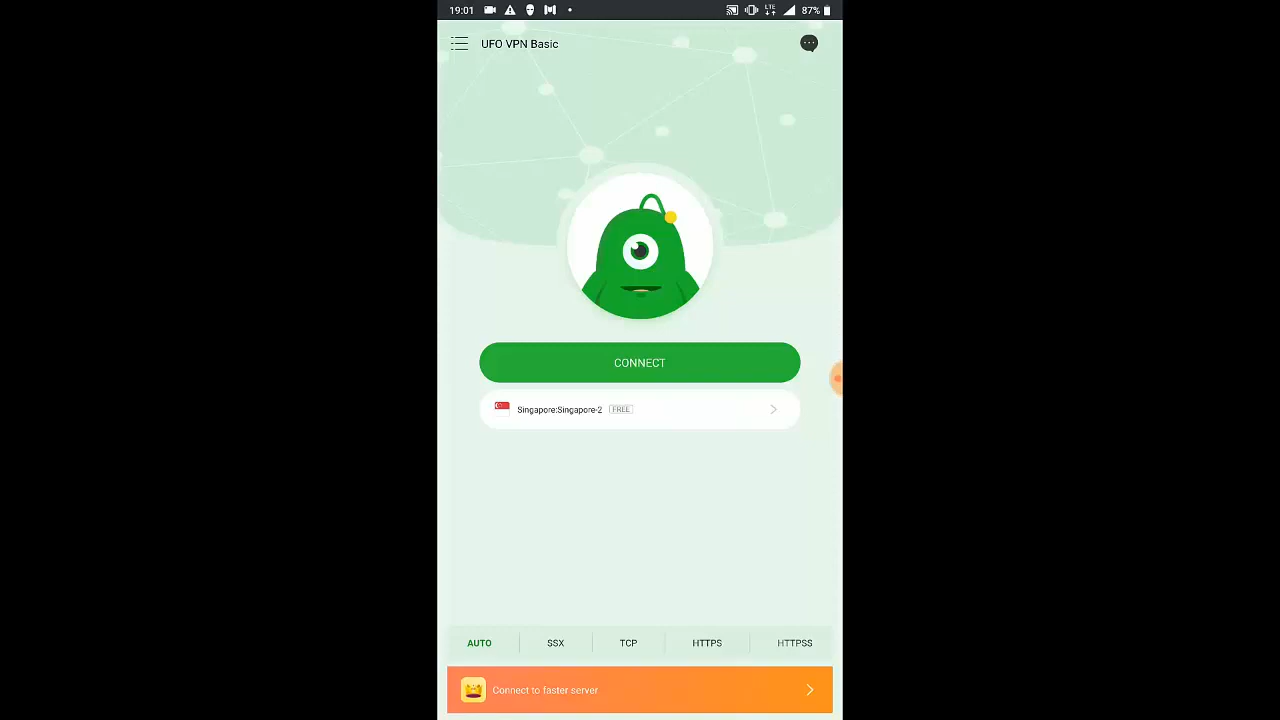 19:01 LTE 87%
UFO VPN Basic
CONNECT
Singapore:Singapore-2 FREE
AUTO SSX TCP HTTPS HTTPSS
Connect to faster server